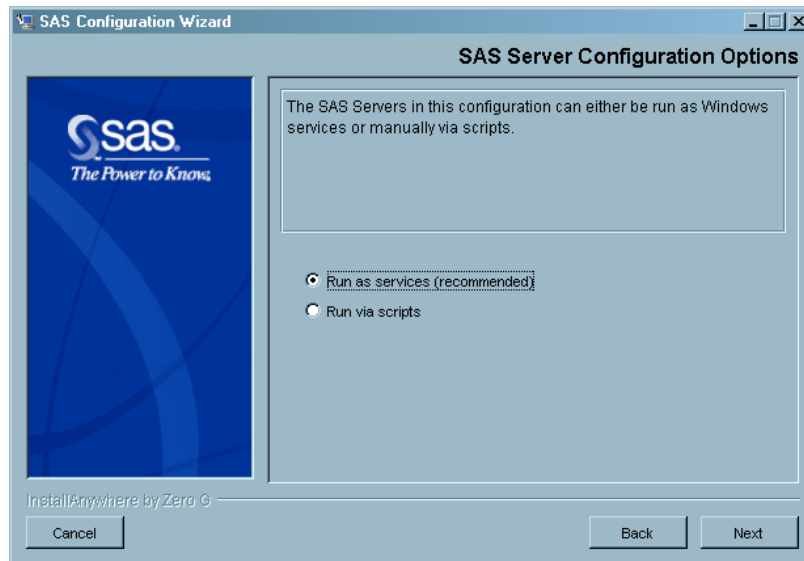 SAS Configuration Wizard
SAS Server Configuration Options
sas.
The Power to Know.
The SAS Servers in this configuration can either be run as Windows
services or manually via scripts.
Run as services (recommended)
Run via scripts
InstallAnywhere by Zero G
Cancel
Back
Next